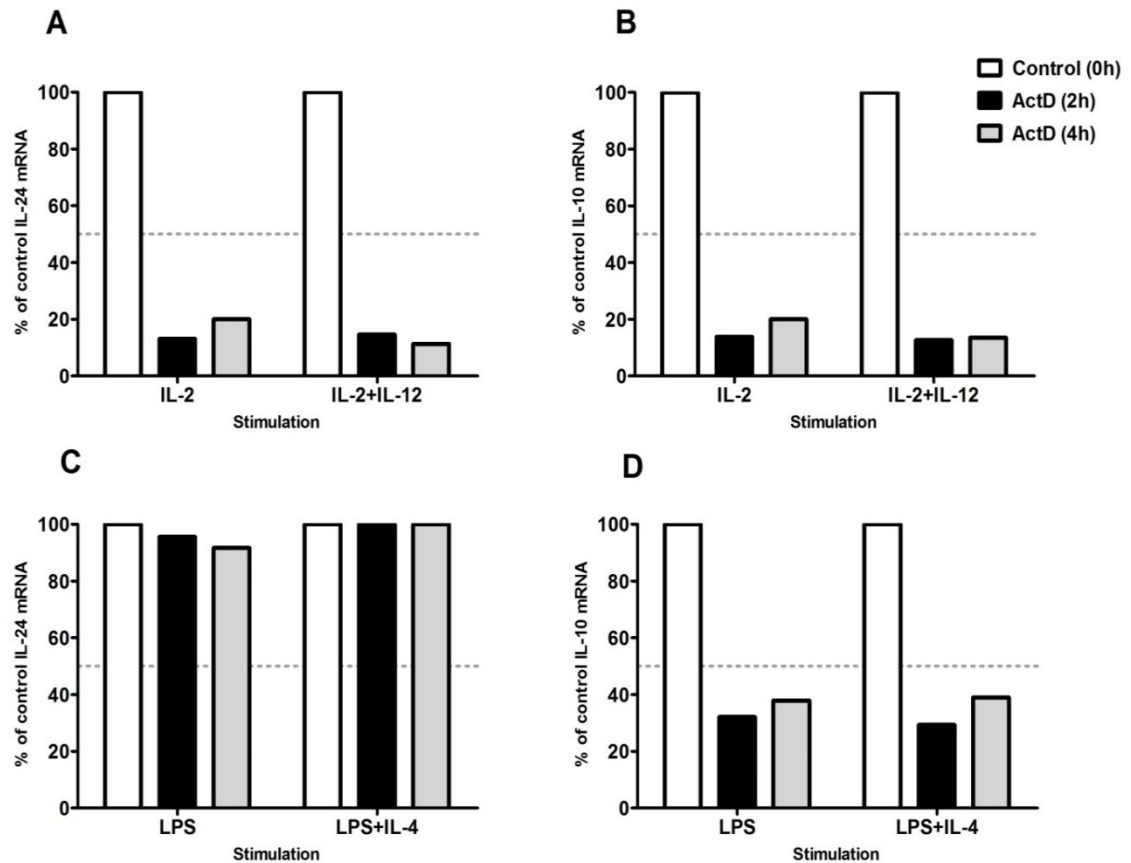 A
% of control IL-24 mRNA
100
80
60
40
20
0
IL-2 IL-2+IL-12
Stimulation
B
% of control IL-10 mRNA
100
80
60
40
20
0
IL-2 IL-2+IL-12
Stimulation
Control (0h)
ActD (2h)
ActD (4h)
C
% of control IL-24 mRNA
100
80
60
40
20
0
LPS LPS+IL-4
Stimulation
D
% of control IL-10 mRNA
100
80
60
40
20
0
LPS LPS+IL-4
Stimulation